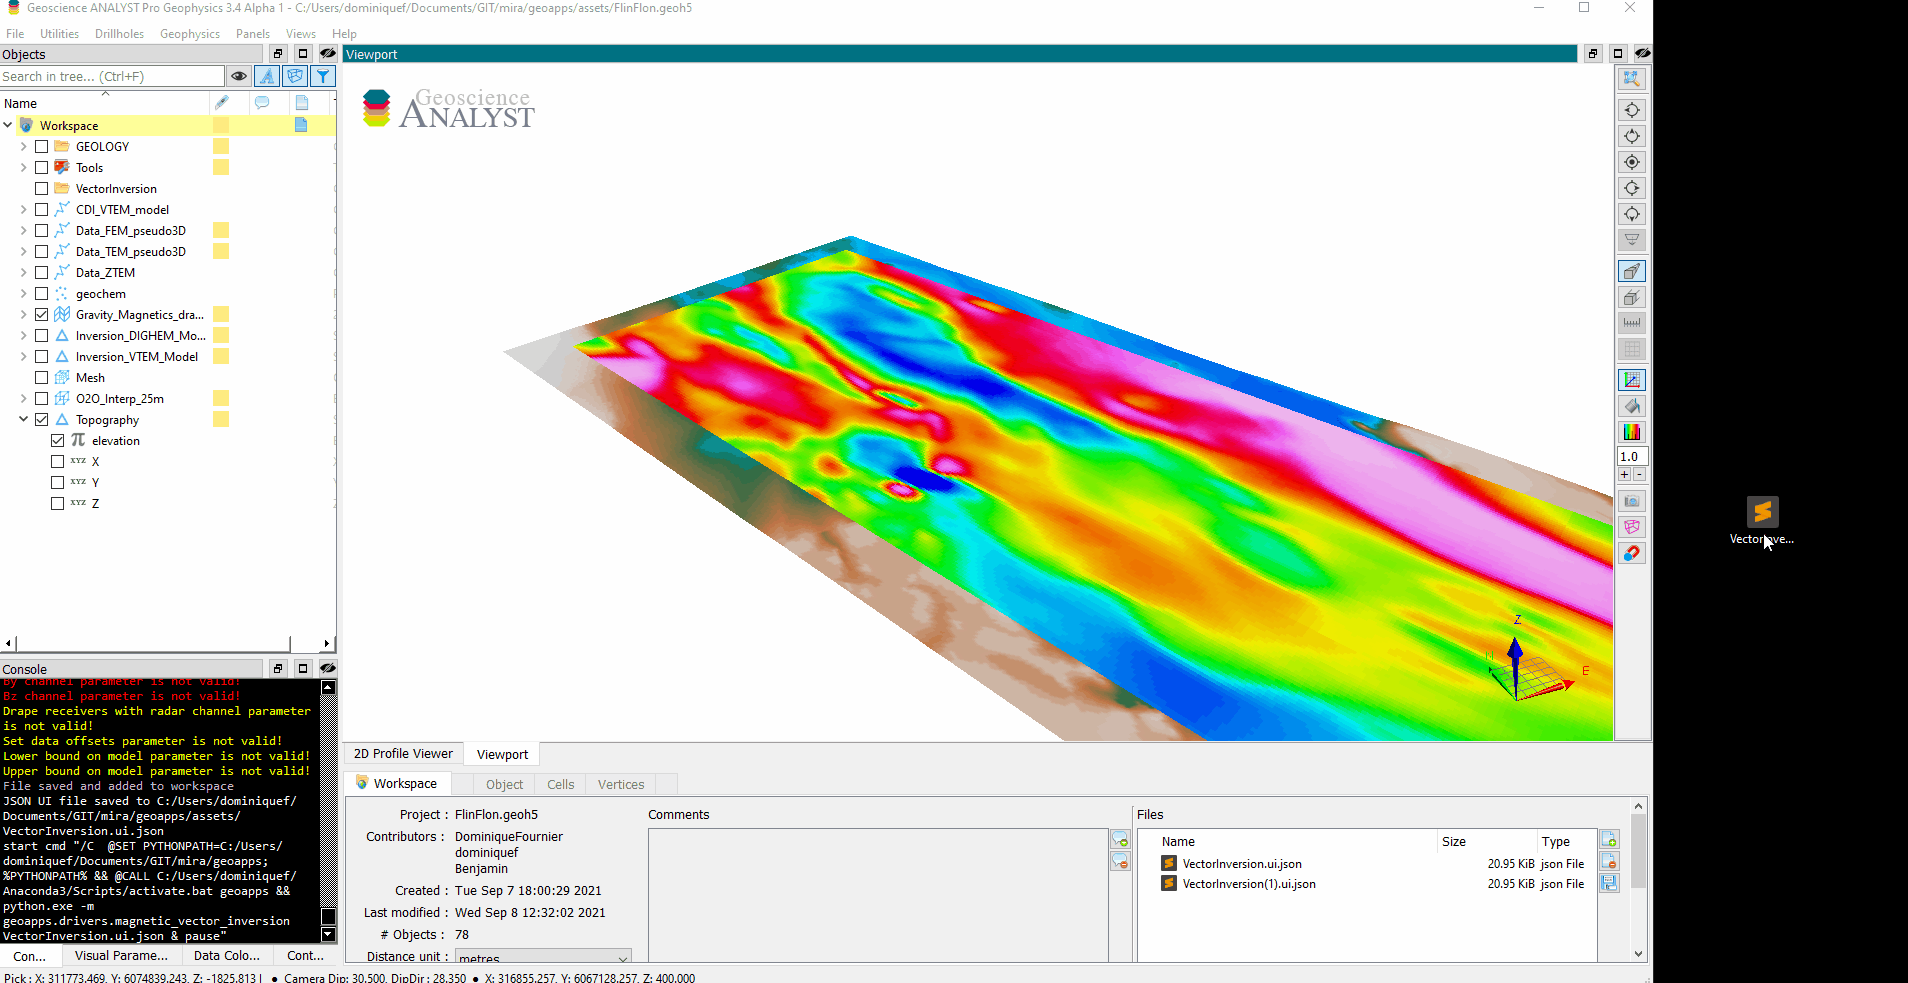 Geoscience ANALYST Pro Geophysics 3.4 Alpha 1 - C:/Users/dominiquef/Documents/GIT/mira/geoapps/assets/FlinFlon.geoh5
File Utilities Drillholes Geophysics Panels Views Help
Objects
Search in tree... (Ctrl+F)
Name
Workspace
GEOLOGY
Tools
VectorInversion
CDI_VTEM_model
Data_FEM_pseudo3D
Data_TEM_pseudo3D
Data_ZTEM
geochem
Gravity_Magnetics_dra...
Inversion_DIGHEM_Mo...
Inversion_VTEM_Model
Mesh
O2O_Interp_25m
Topography
elevation
XYZ X
XYZ Y
XYZ Z
Viewport
Geoscience
ANALYST
Z
N
E
1.0
+ -
Console
By channel parameter is not valid!
Bz channel parameter is not valid!
Drape receivers with radar channel parameter
is not valid!
Set data offsets parameter is not valid!
Lower bound on model parameter is not valid!
Upper bound on model parameter is not valid!
File saved and added to workspace
JSON UI file saved to C:/Users/dominiquef/
Documents/GIT/mira/geoapps/assets/
VectorInversion.ui.json
start cmd "/C  @SET PYTHONPATH=C:/Users/
dominiquef/Documents/GIT/mira/geoapps;
%PYTHONPATH% && @CALL C:/Users/dominiquef/
Anaconda3/Scripts/activate.bat geoapps &&
python.exe -m
geoapps.drivers.magnetic_vector_inversion
VectorInversion.ui.json & pause"
Con... Visual Parame... Data Colo... Cont...
2D Profile Viewer Viewport
Workspace Object Cells Vertices
Project : FlinFlon.geoh5
Contributors : DominiqueFournier
dominiquef
Benjamin
Created : Tue Sep 7 18:00:29 2021
Last modified : Wed Sep 8 12:32:02 2021
# Objects : 78
Distance unit : metres
Comments
Files
Name Size Type
VectorInversion.ui.json 20.95 KiB json File
VectorInversion(1).ui.json 20.95 KiB json File
Pick : X: 311773.469, Y: 6074839.243, Z: -1825.813 | ● Camera Dip: 30.500, DipDir : 28.350 ● X: 316855.257, Y: 6067128.257, Z: 400.000